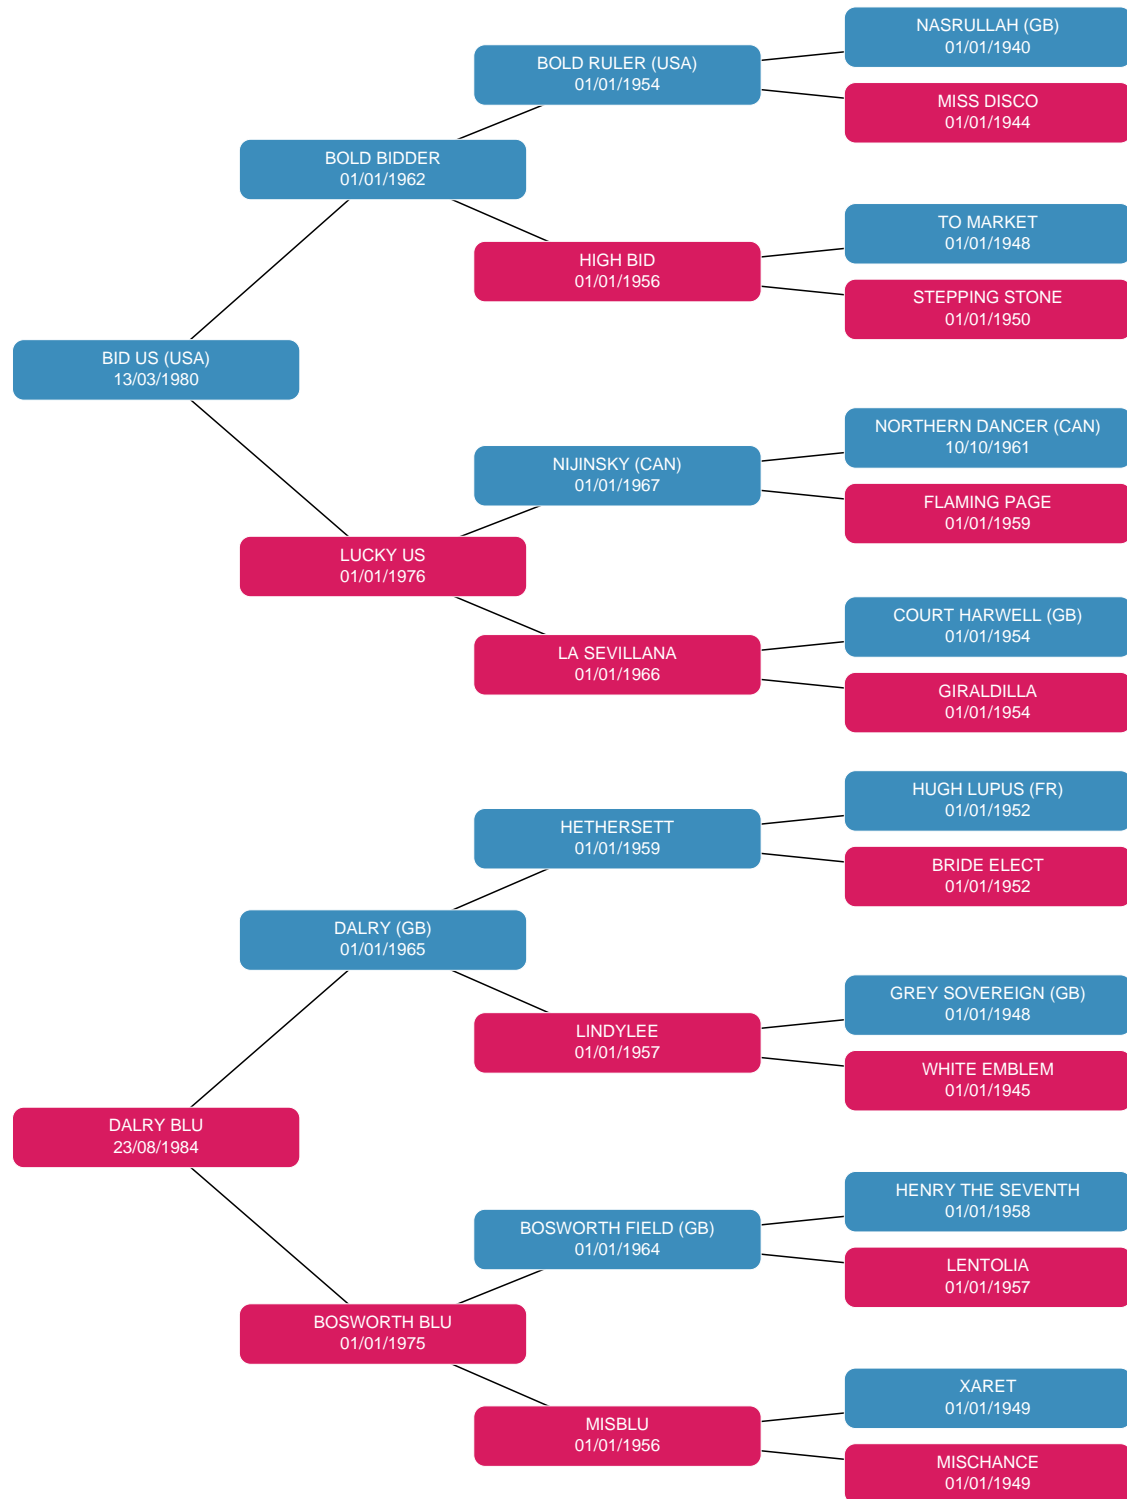 NASRULLAH (GB)
01/01/1940
BOLD RULER (USA)
01/01/1954
MISS DISCO
01/01/1944
BOLD BIDDER
01/01/1962
TO MARKET
01/01/1948
HIGH BID
01/01/1956
STEPPING STONE
01/01/1950
BID US (USA)
13/03/1980
NORTHERN DANCER (CAN)
10/10/1961
NIJINSKY (CAN)
01/01/1967
FLAMING PAGE
01/01/1959
LUCKY US
01/01/1976
COURT HARWELL (GB)
01/01/1954
LA SEVILLANA
01/01/1966
GIRALDILLA
01/01/1954
HUGH LUPUS (FR)
01/01/1952
HETHERSETT
01/01/1959
BRIDE ELECT
01/01/1952
DALRY (GB)
01/01/1965
GREY SOVEREIGN (GB)
01/01/1948
LINDYLEE
01/01/1957
WHITE EMBLEM
01/01/1945
DALRY BLU
23/08/1984
HENRY THE SEVENTH
01/01/1958
BOSWORTH FIELD (GB)
01/01/1964
LENTOLIA
01/01/1957
BOSWORTH BLU
01/01/1975
XARET
01/01/1949
MISBLU
01/01/1956
MISCHANCE
01/01/1949